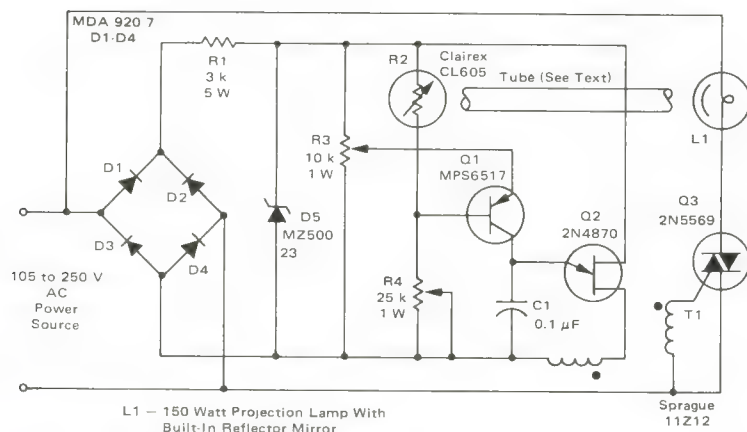 MDA 920 7
D1-D4
R1
3 k
5 W
R2
Clairex
CL605
Tube (See Text)
L1
D1
D2
D3
D4
R3
10 k
1 W
Q1
MPS6517
D5
MZ500
23
Q2
2N4870
Q3
2N5569
105 to 250 V
AC
Power
Source
R4
25 k
1 W
C1
0.1 μF
T1
Sprague
11Z12
L1 – 150 Watt Projection Lamp With
Built-In Reflector Mirror